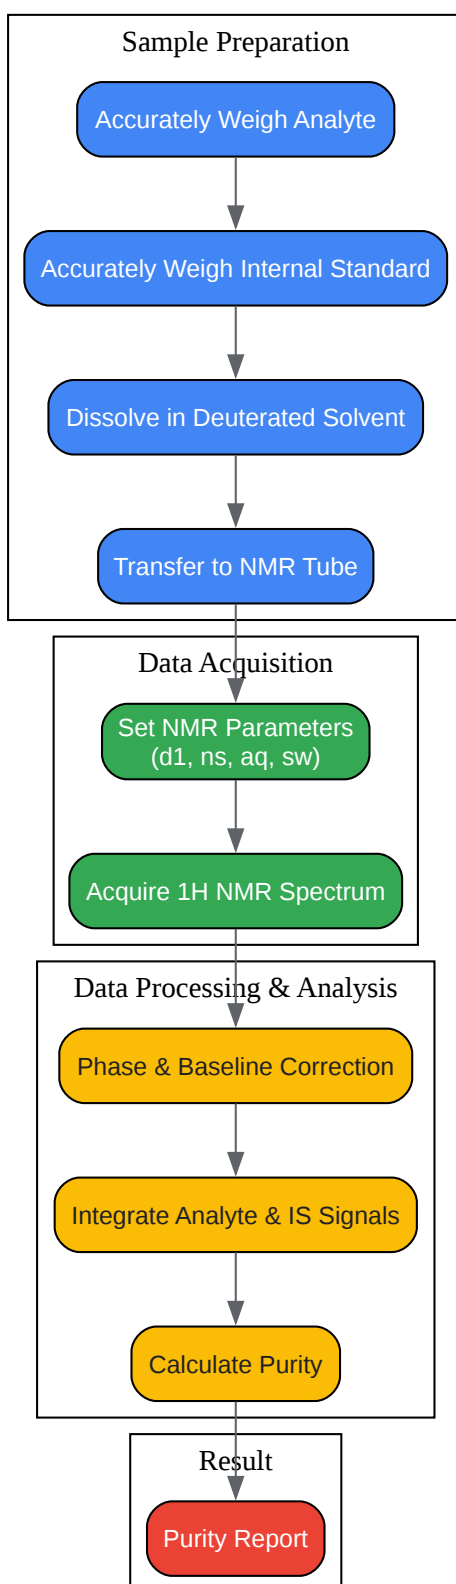 Sample Preparation
Accurately Weigh Analyte
Accurately Weigh Internal Standard
Dissolve in Deuterated Solvent
Transfer to NMR Tube
Data Acquisition
Set NMR Parameters
(d1, ns, aq, sw)
Acquire 1H NMR Spectrum
Data Processing & Analysis
Phase & Baseline Correction
Integrate Analyte & IS Signals
Calculate Purity
Result
Purity Report